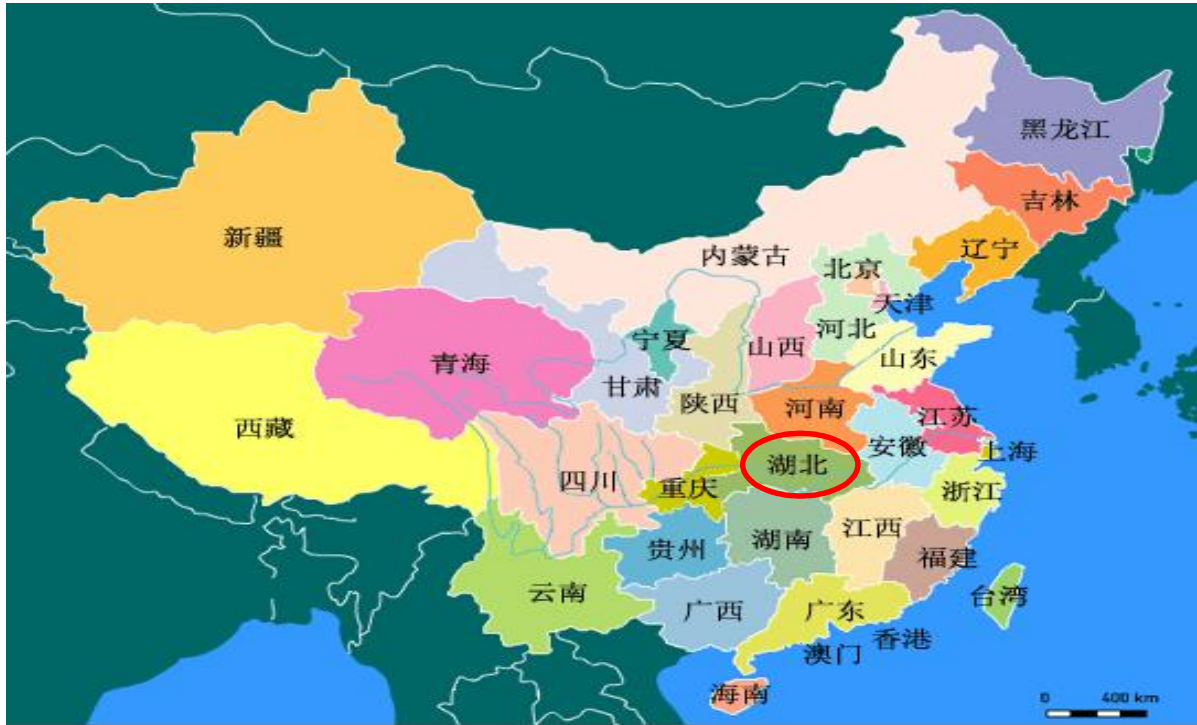 黑龙江
吉林
辽宁
新疆
内蒙古
北京
天津
河北
山西
宁夏
山东
青海
甘肃
陕西
河南
江苏
西藏
安徽
上海
四川
重庆
湖北
浙江
贵州
湖南
江西
福建
云南
台湾
广西
广东
香港
澳门
海南
0 400 km